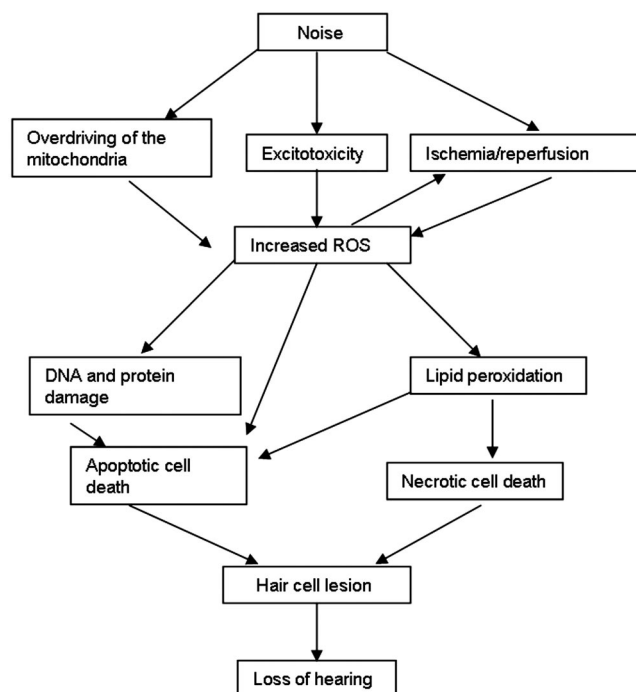 Noise
Overdriving of the
mitochondria
Excitotoxicity
Ischemia/reperfusion
Increased ROS
DNA and protein
damage
Lipid peroxidation
Apoptotic cell
death
Necrotic cell death
Hair cell lesion
Loss of hearing